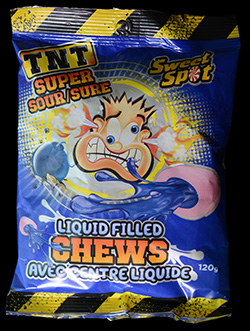 TNT
SUPER
SOUR/SURE
Sweet
Spot
LIQUID FILLED
CHEWS
AVEC CENTRE LIQUIDE
120g